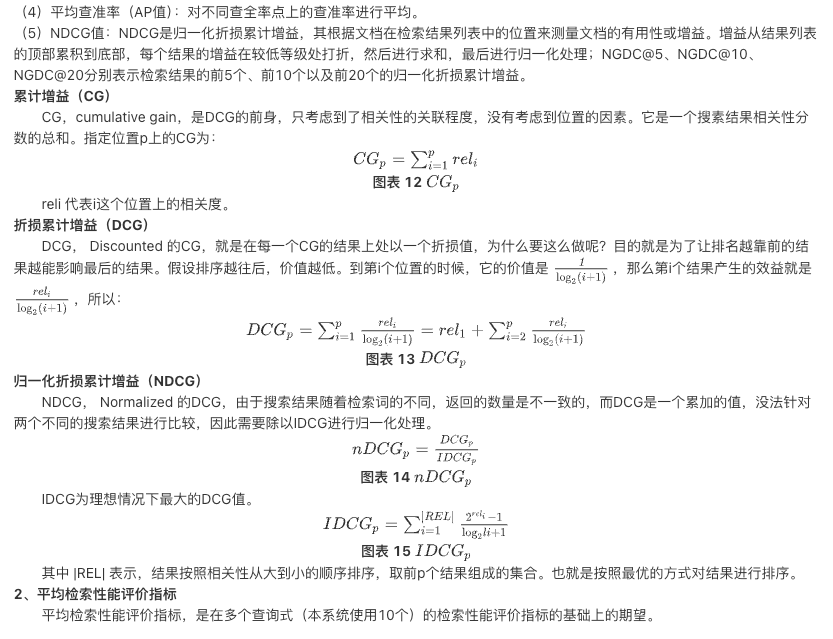 （4）平均查准率（AP值）：对不同查全率点上的查准率进行平均。
（5）NDCG值：NDCG是归一化折损累计增益，其根据文档在检索结果列表中的位置来测量文档的有用性或增益。增益从结果列表
的顶部累积到底部，每个结果的增益在较低等级处打折，然后进行求和，最后进行归一化处理；NGDC@5、NGDC@10、
NGDC@20分别表示检索结果的前5个、前10个以及前20个的归一化折损累计增益。
累计增益（CG）
CG，cumulative gain，是DCG的前身，只考虑到了相关性的关联程度，没有考虑到位置的因素。它是一个搜素结果相关性分
数的总和。指定位置p上的CG为：
$CG_p = \sum_{i=1}^{p} rel_i$
图表 12 $CG_p$
reli 代表i这个位置上的相关度。
折损累计增益（DCG）
DCG， Discounted 的CG，就是在每一个CG的结果上处以一个折损值，为什么要这么做呢？目的就是为了让排名越靠前的结
果越能影响最后的结果。假设排序越往后，价值越低。到第i个位置的时候，它的价值是 $\frac{1}{\log_2(i+1)}$ ，那么第i个结果产生的效益就是
$\frac{rel_i}{\log_2(i+1)}$ ，所以：
$DCG_p = \sum_{i=1}^{p} \frac{rel_i}{\log_2(i+1)} = rel_1 + \sum_{i=2}^{p} \frac{rel_i}{\log_2(i+1)}$
图表 13 $DCG_p$
归一化折损累计增益（NDCG）
NDCG， Normalized 的DCG，由于搜索结果随着检索词的不同，返回的数量是不一致的，而DCG是一个累加的值，没法针对
两个不同的搜索结果进行比较，因此需要除以IDCG进行归一化处理。
$nDCG_p = \frac{DCG_p}{IDCG_p}$
图表 14 $nDCG_p$
IDCG为理想情况下最大的DCG值。
$IDCG_p = \sum_{i=1}^{|REL|} \frac{2^{rel_i}-1}{\log_2 li+1}$
图表 15 $IDCG_p$
其中 |REL| 表示，结果按照相关性从大到小的顺序排序，取前p个结果组成的集合。也就是按照最优的方式对结果进行排序。
2、平均检索性能评价指标
平均检索性能评价指标，是在多个查询式（本系统使用10个）的检索性能评价指标的基础上的期望。